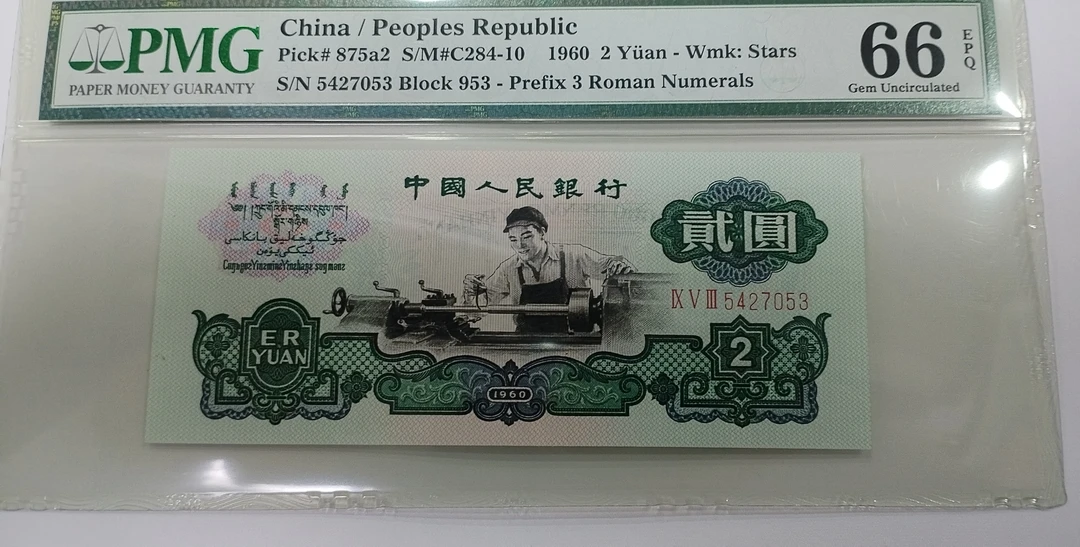 PMG
PAPER MONEY GUARANTY
China / Peoples Republic
Pick# 875a2 S/M#C284-10 1960 2 Yüan - Wmk: Stars
S/N 5427053 Block 953 - Prefix 3 Roman Numerals
66
EPQ
Gem Uncirculated
中國人民銀行
貳圓
ⅨⅤⅢ 5427053
ER
YUAN
2
1960